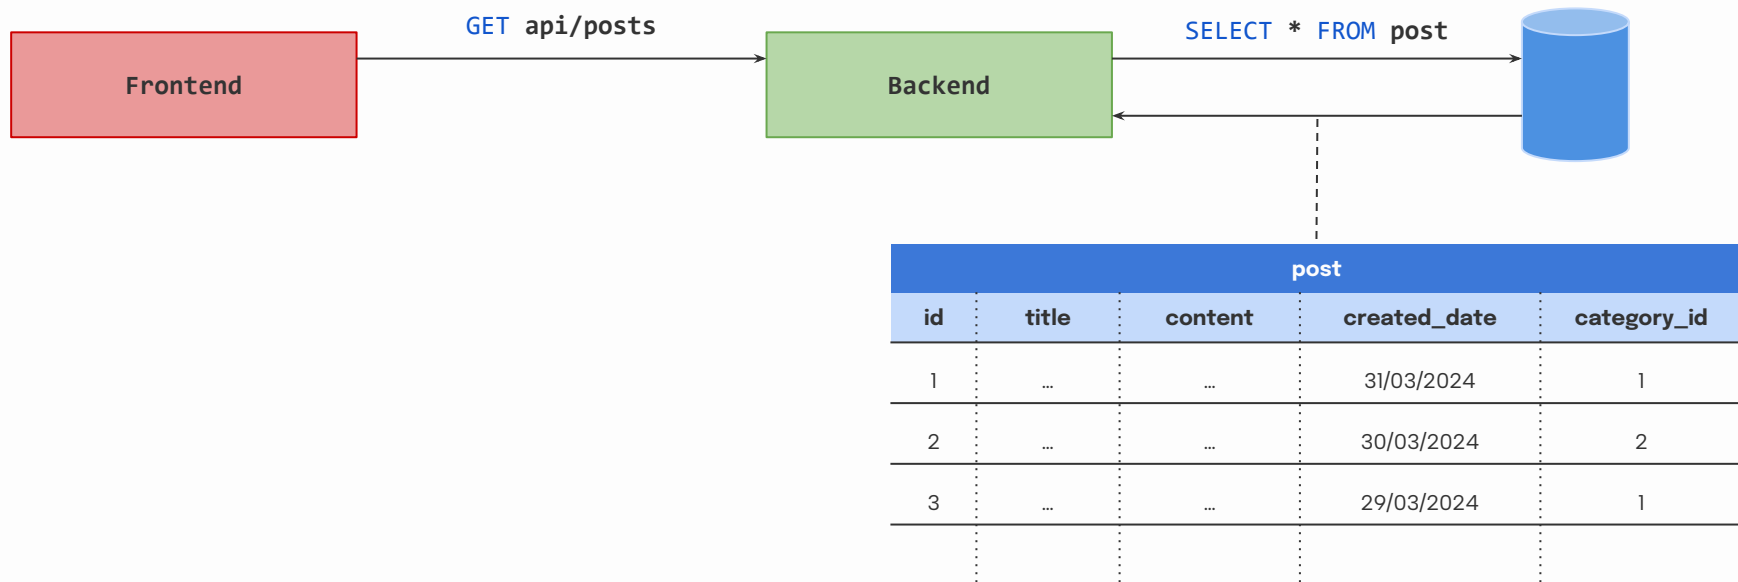 GET api/posts
SELECT * FROM post
Frontend
Backend
post
id title content created_date category_id
1 ... ... 31/03/2024 1
2 ... ... 30/03/2024 2
3 ... ... 29/03/2024 1